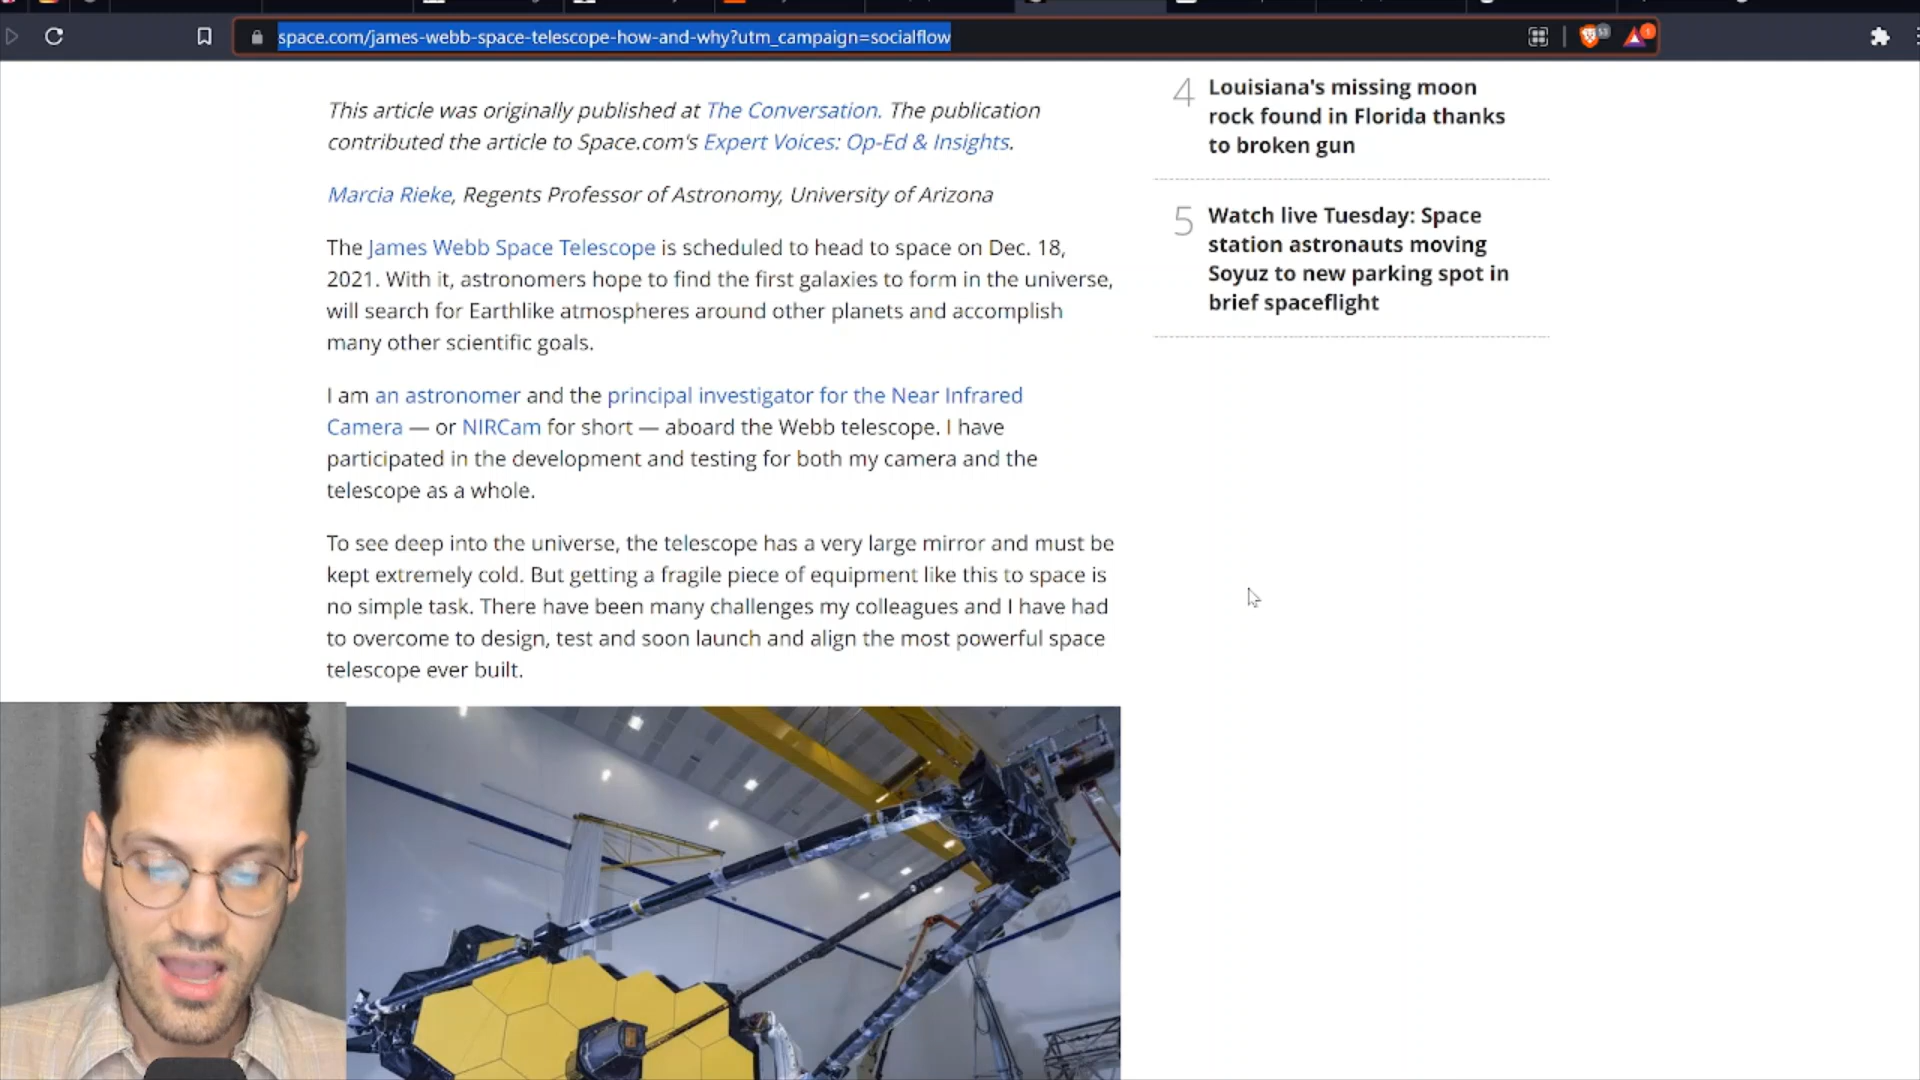 space.com/james-webb-space-telescope-how-and-why?utm_campaign=socialflow
This article was originally published at The Conversation. The publication
contributed the article to Space.com's Expert Voices: Op-Ed & Insights.
Marcia Rieke, Regents Professor of Astronomy, University of Arizona
The James Webb Space Telescope is scheduled to head to space on Dec. 18,
2021. With it, astronomers hope to find the first galaxies to form in the universe,
will search for Earthlike atmospheres around other planets and accomplish
many other scientific goals.
I am an astronomer and the principal investigator for the Near Infrared
Camera — or NIRCam for short — aboard the Webb telescope. I have
participated in the development and testing for both my camera and the
telescope as a whole.
To see deep into the universe, the telescope has a very large mirror and must be
kept extremely cold. But getting a fragile piece of equipment like this to space is
no simple task. There have been many challenges my colleagues and I have had
to overcome to design, test and soon launch and align the most powerful space
telescope ever built.
4
Louisiana's missing moon
rock found in Florida thanks
to broken gun
5
Watch live Tuesday: Space
station astronauts moving
Soyuz to new parking spot in
brief spaceflight